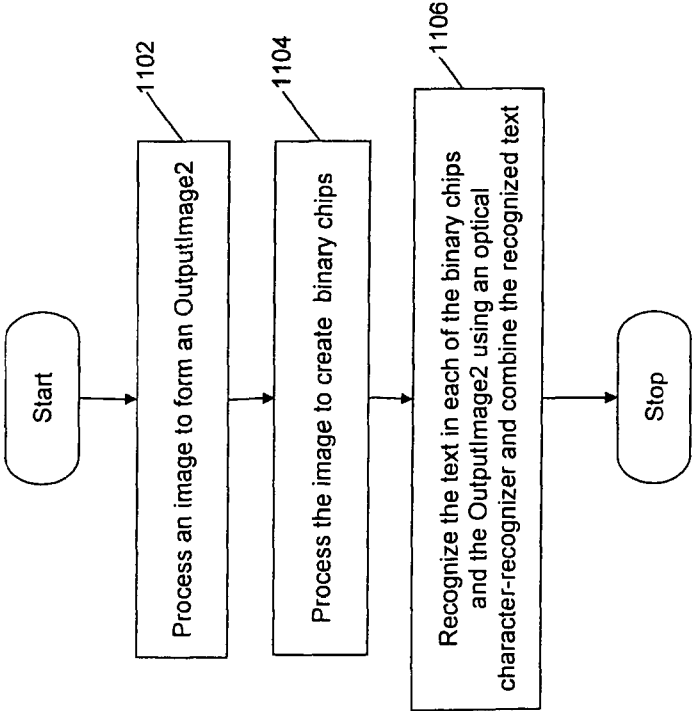 Start
1102
Process an image to form an OutputImage2
1104
Process the image to create binary chips
1106
Recognize the text in each of the binary chips
and the OutputImage2 using an optical
character-recognizer and combine the recognized text
Stop